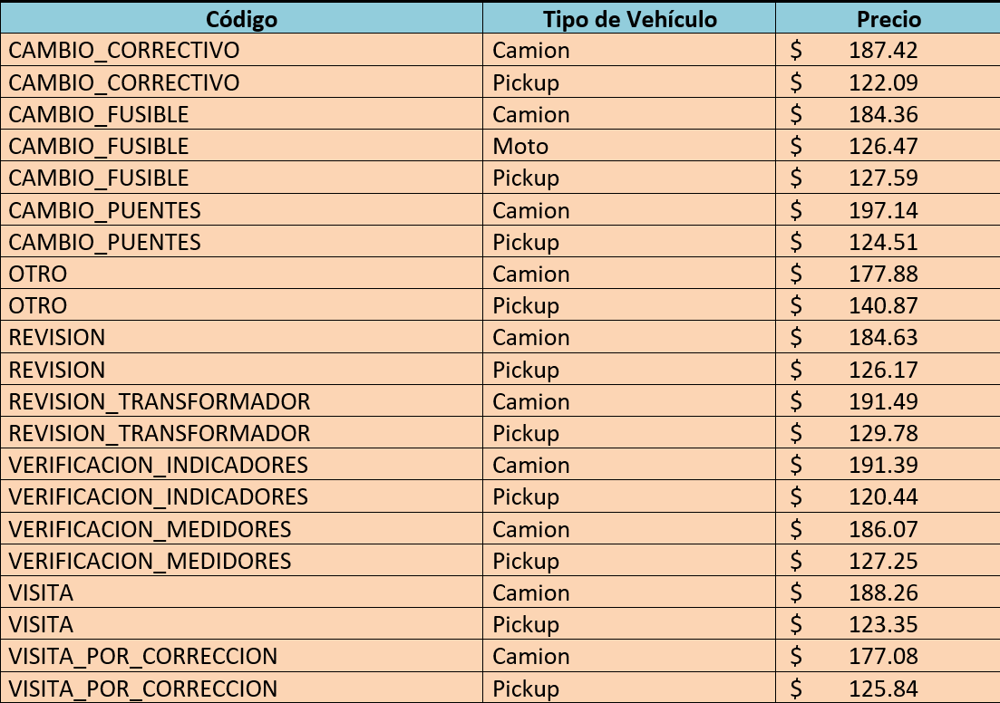 Código Tipo de Vehículo Precio
CAMBIO_CORRECTIVO Camion $ 187.42
CAMBIO_CORRECTIVO Pickup $ 122.09
CAMBIO_FUSIBLE Camion $ 184.36
CAMBIO_FUSIBLE Moto $ 126.47
CAMBIO_FUSIBLE Pickup $ 127.59
CAMBIO_PUENTES Camion $ 197.14
CAMBIO_PUENTES Pickup $ 124.51
OTRO Camion $ 177.88
OTRO Pickup $ 140.87
REVISION Camion $ 184.63
REVISION Pickup $ 126.17
REVISION_TRANSFORMADOR Camion $ 191.49
REVISION_TRANSFORMADOR Pickup $ 129.78
VERIFICACION_INDICADORES Camion $ 191.39
VERIFICACION_INDICADORES Pickup $ 120.44
VERIFICACION_MEDIDORES Camion $ 186.07
VERIFICACION_MEDIDORES Pickup $ 127.25
VISITA Camion $ 188.26
VISITA Pickup $ 123.35
VISITA_POR_CORRECCION Camion $ 177.08
VISITA_POR_CORRECCION Pickup $ 125.84